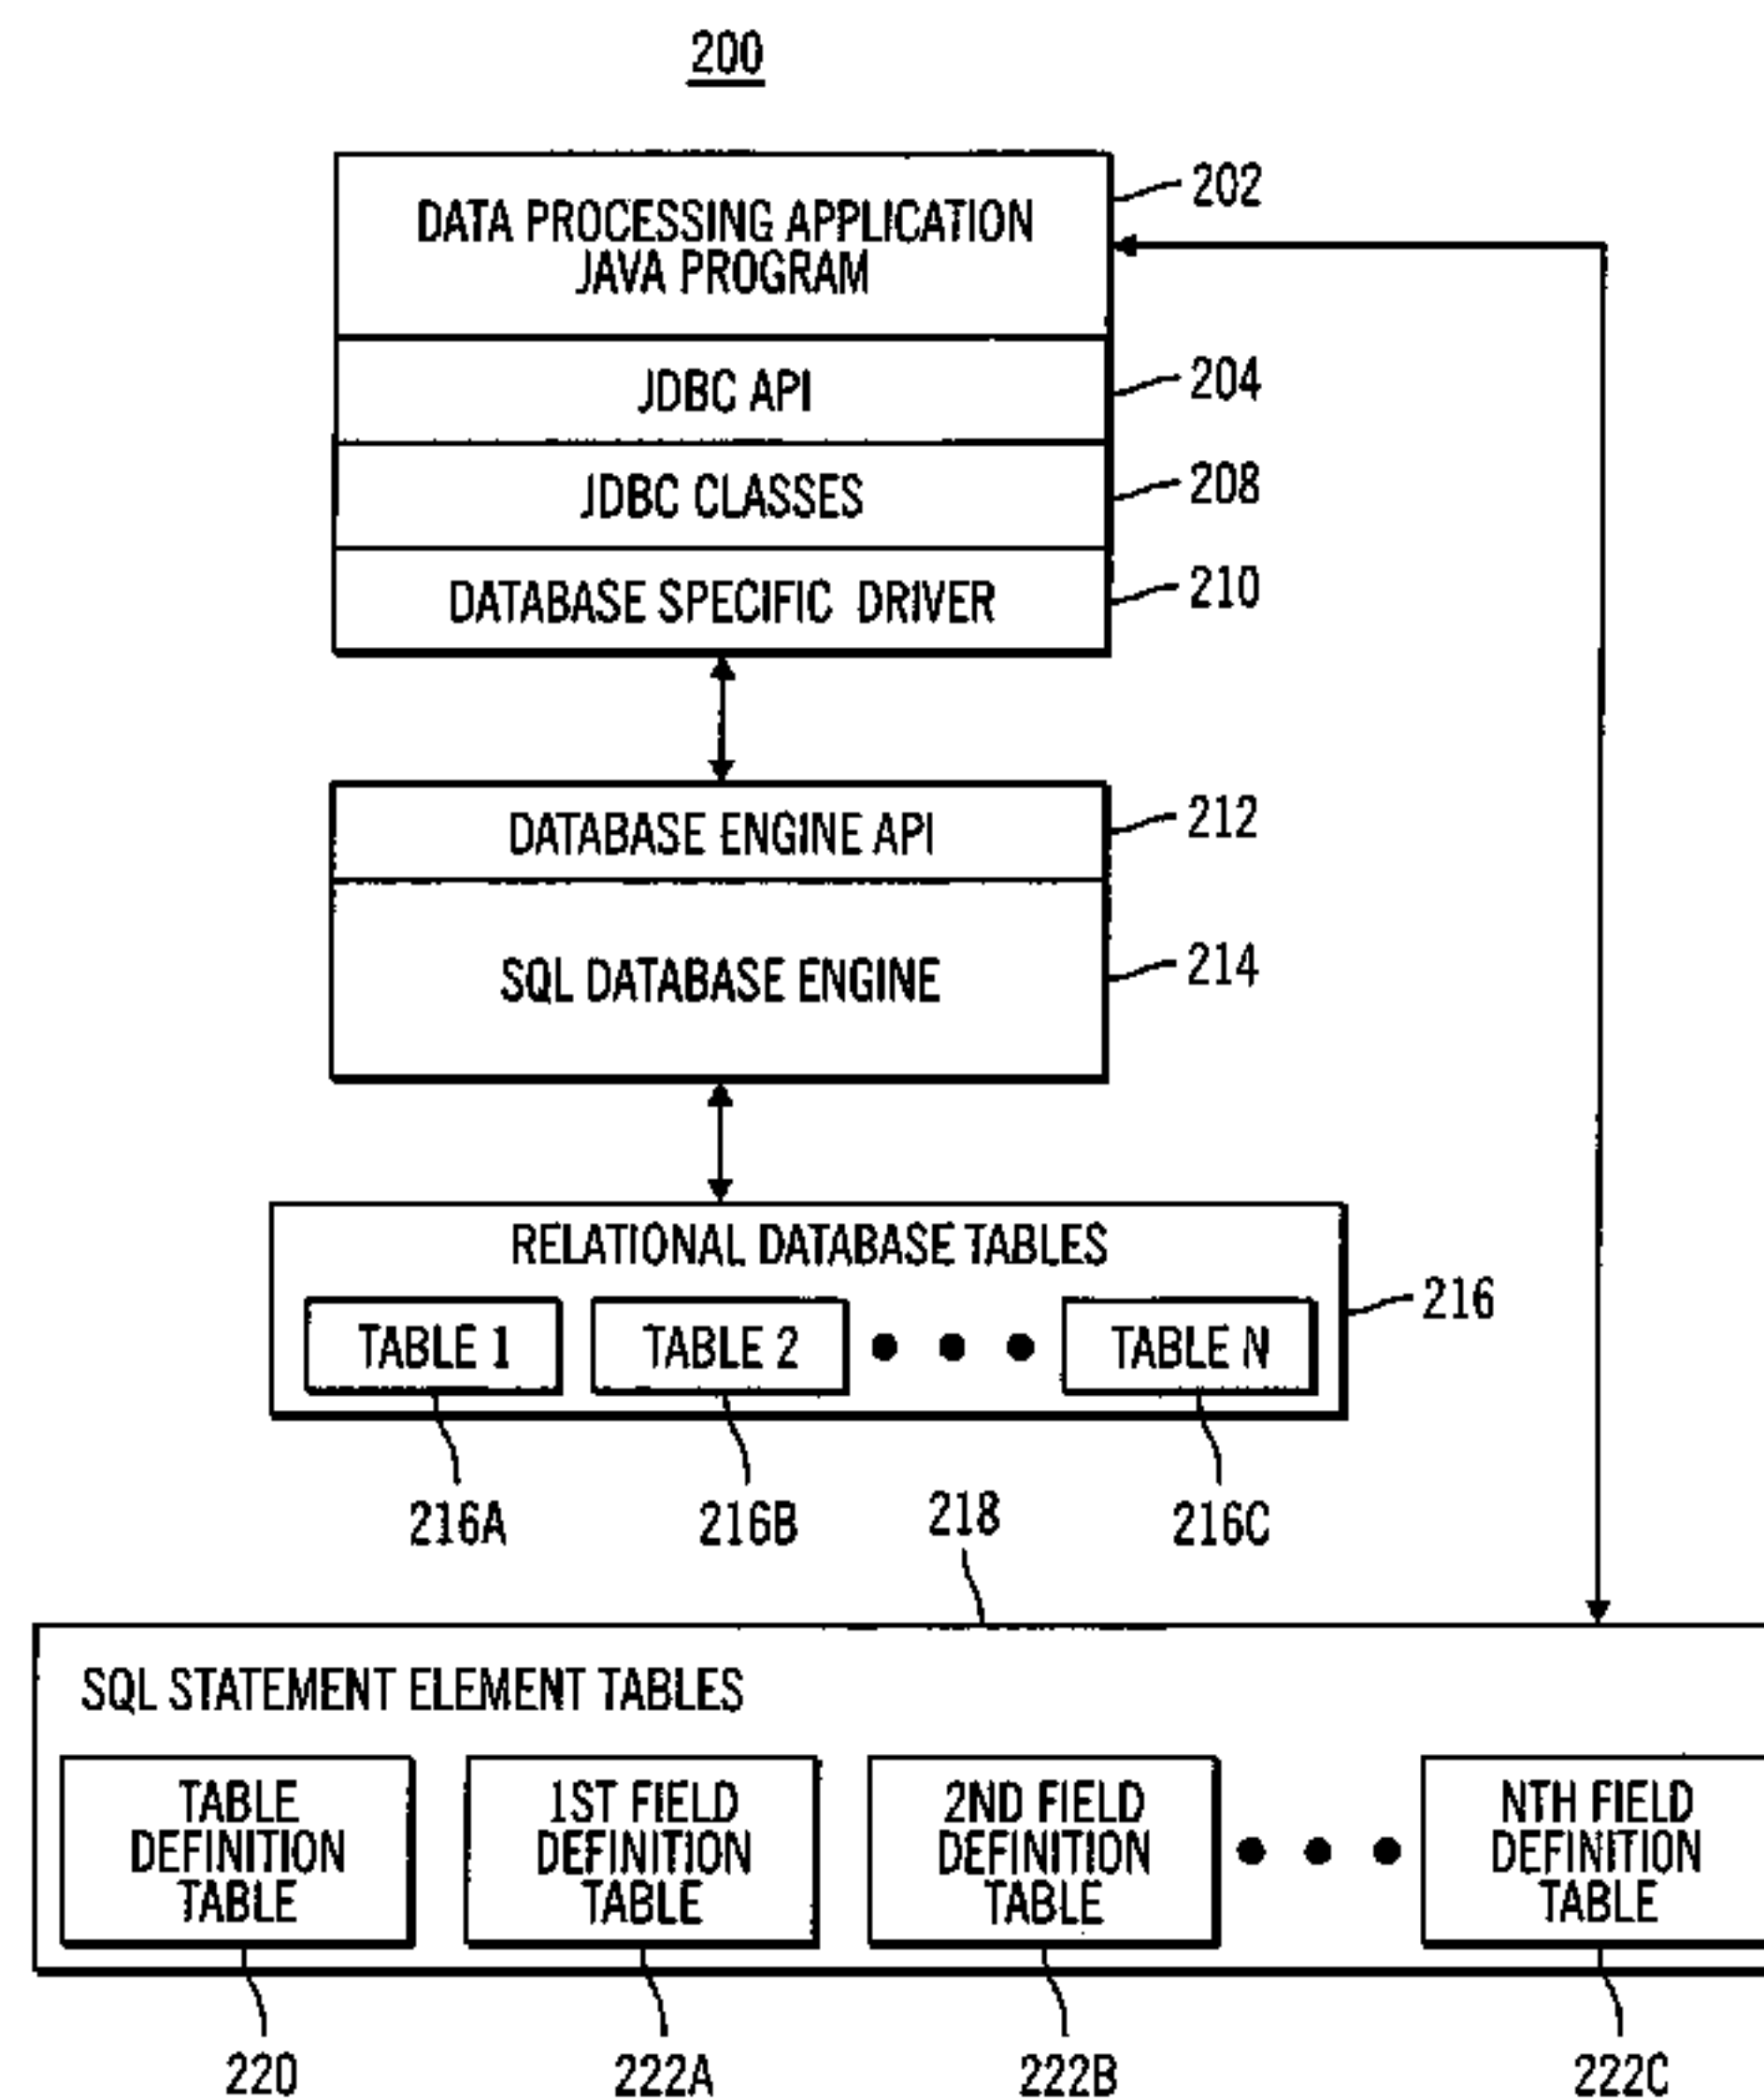 200
DATA PROCESSING APPLICATION
JAVA PROGRAM
202
JDBC API
204
JDBC CLASSES
208
DATABASE SPECIFIC DRIVER
210
DATABASE ENGINE API
212
SQL DATABASE ENGINE
214
RELATIONAL DATABASE TABLES
216
TABLE 1
TABLE 2
TABLE N
216A
216B
216C
218
SQL STATEMENT ELEMENT TABLES
TABLE
DEFINITION
TABLE
1ST FIELD
DEFINITION
TABLE
2ND FIELD
DEFINITION
TABLE
NTH FIELD
DEFINITION
TABLE
220
222A
222B
222C